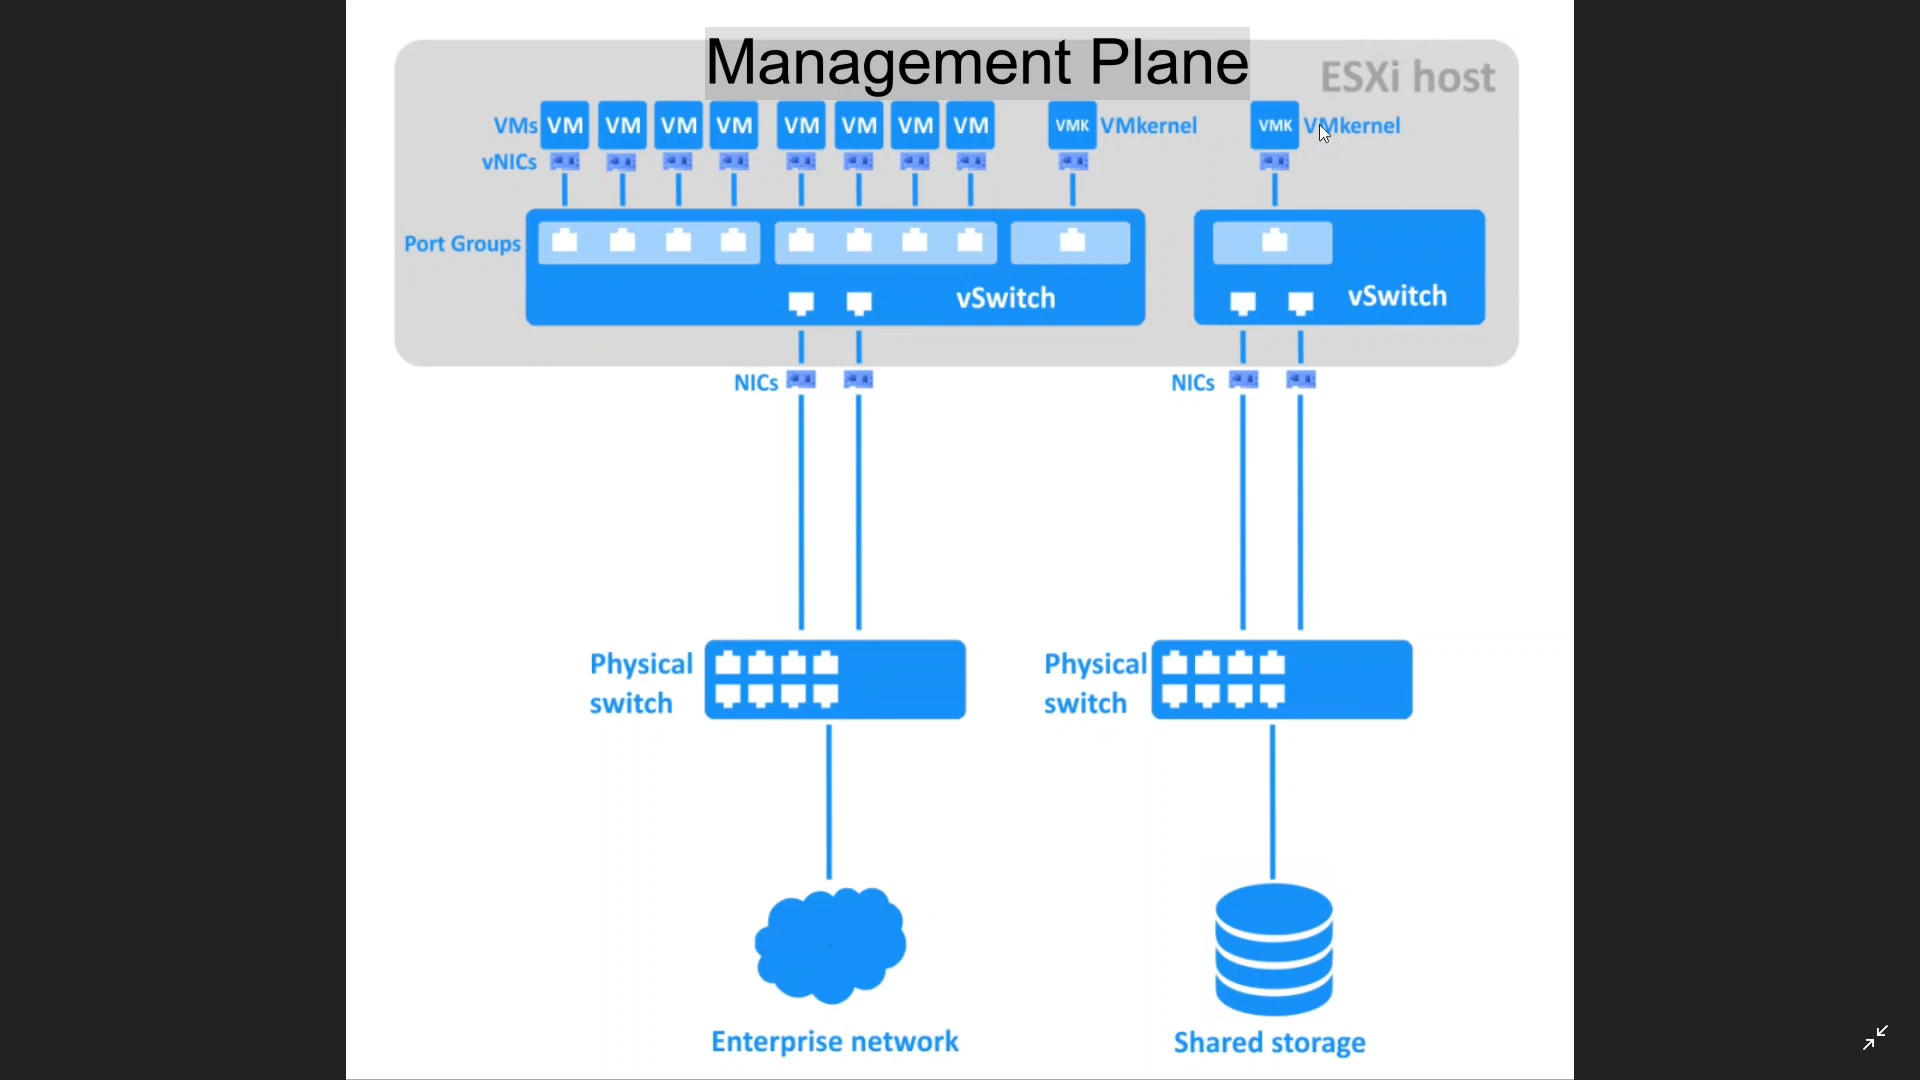 Management Plane
ESXi host
VMs VM VM VM VM VM VM VM VM VMK VMkernel VMK VMkernel
vNICs
Port Groups
vSwitch vSwitch
NICs NICs
Physical switch Physical switch
Enterprise network Shared storage